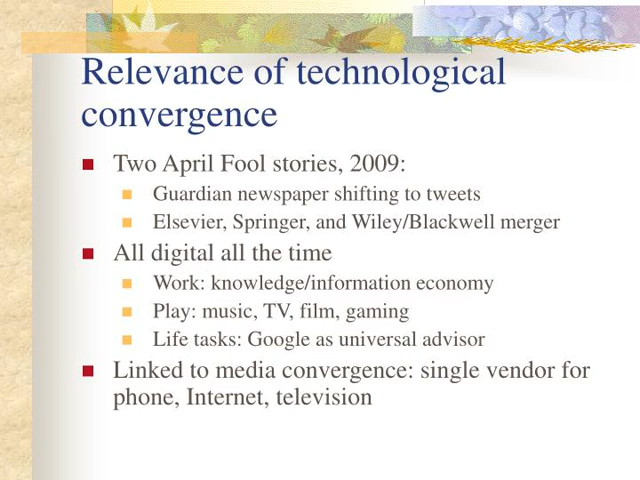 Relevance of technological
convergence
Two April Fool stories, 2009:
Guardian newspaper shifting to tweets
Elsevier, Springer, and Wiley/Blackwell merger
All digital all the time
Work: knowledge/information economy
Play: music, TV, film, gaming
Life tasks: Google as universal advisor
Linked to media convergence: single vendor for
phone, Internet, television